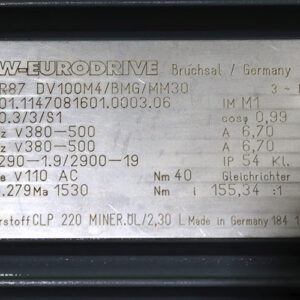 W-EURODRIVE Bruchsal / Germany
R87 DV100M4/BMG/MM30 3~
01.1147081601.0003.06 IM M1
0.3/3/S1 cosφ 0,99
z V380-500 A 6,70
z V380-500 A 6,70
290-1.9/2900-19 IP 54 Kl.
e V110 AC Nm 40 Gleichrichter
.279 Ma 1530 Nm i 155,34 :1
rstoff CLP 220 MINER.ÖL/2,30 L Made in Germany 184 1